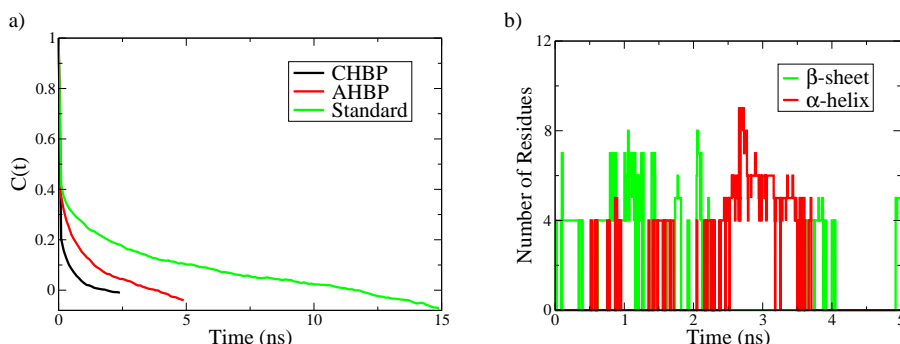 a)
1
0.8
0.6
0.4
0.2
0
C(t)
0
5
10
15
Time (ns)
CHBP
AHBP
Standard
b)
12
8
4
0
Number of Residues
0
1
2
3
4
5
Time (ns)
β-sheet
α-helix